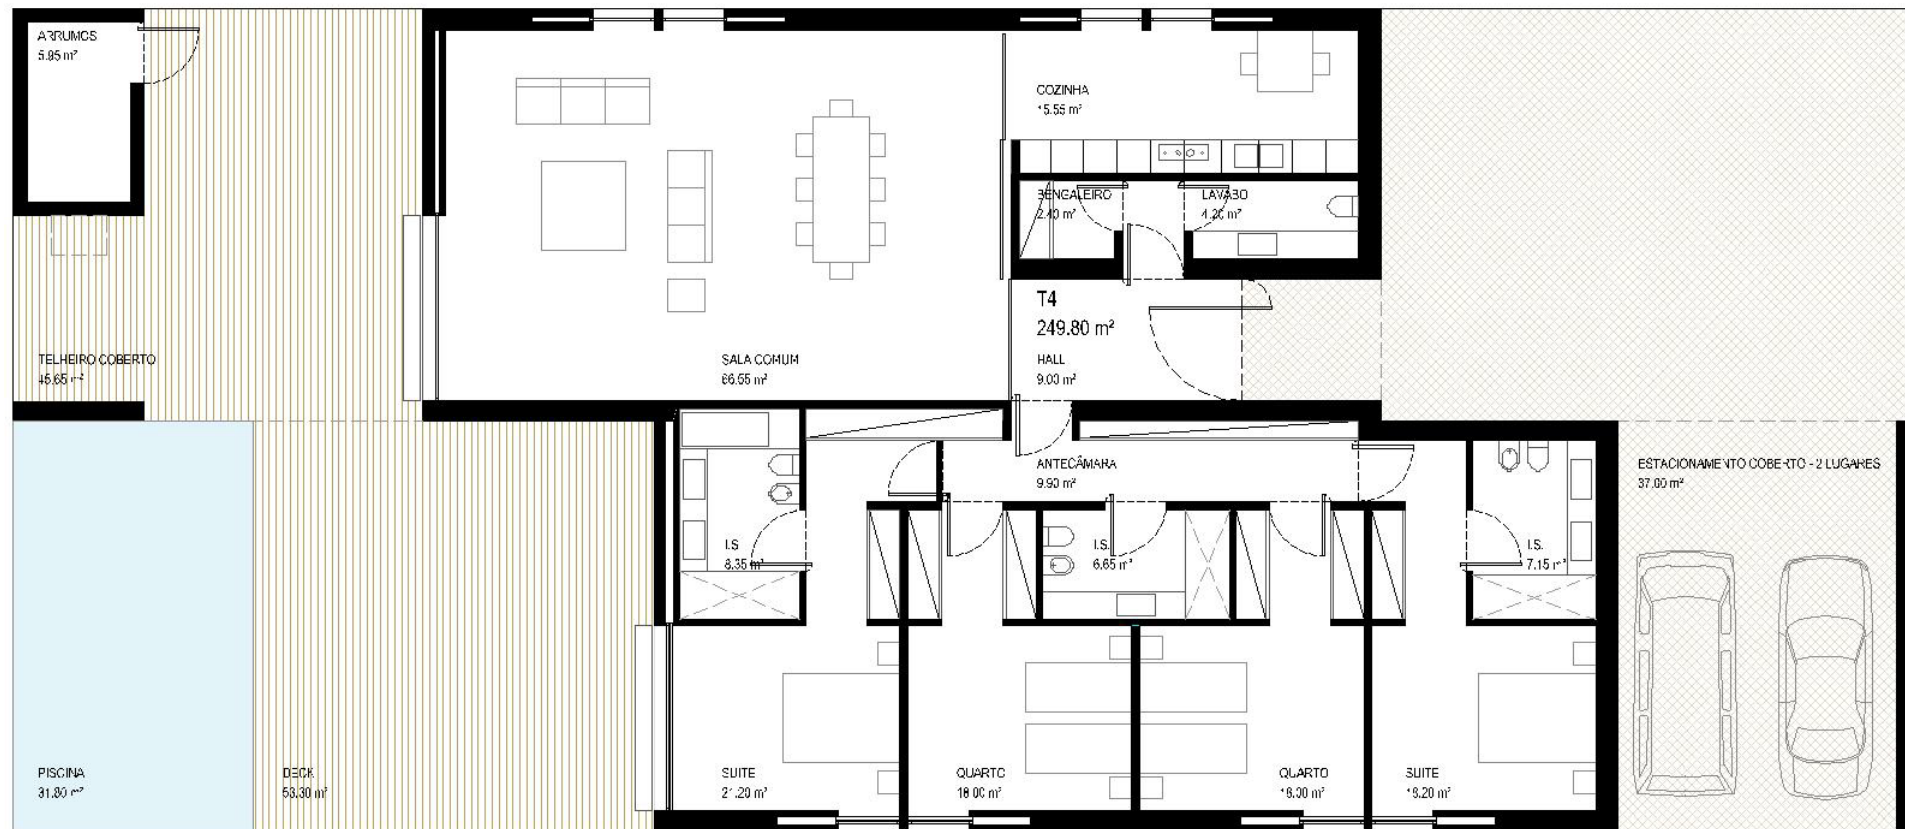 ARRUMOS
5.95 m²
COZINHA
15.55 m²
BENGALEIRO
2.40 m²
LAVABO
4.20 m²
T4
249.80 m²
HALL
9.00 m²
TELHEIRO COBERTO
45.65 m²
SALA COMUM
66.55 m²
ANTECÂMARA
9.90 m²
ESTACIONAMENTO COBERTO - 2 LUGARES
37.00 m²
I.S.
8.35 m²
I.S.
6.65 m²
I.S.
7.15 m²
PISCINA
31.80 m²
DECK
53.30 m²
SUITE
21.20 m²
QUARTO
18.00 m²
QUARTO
18.00 m²
SUITE
18.20 m²